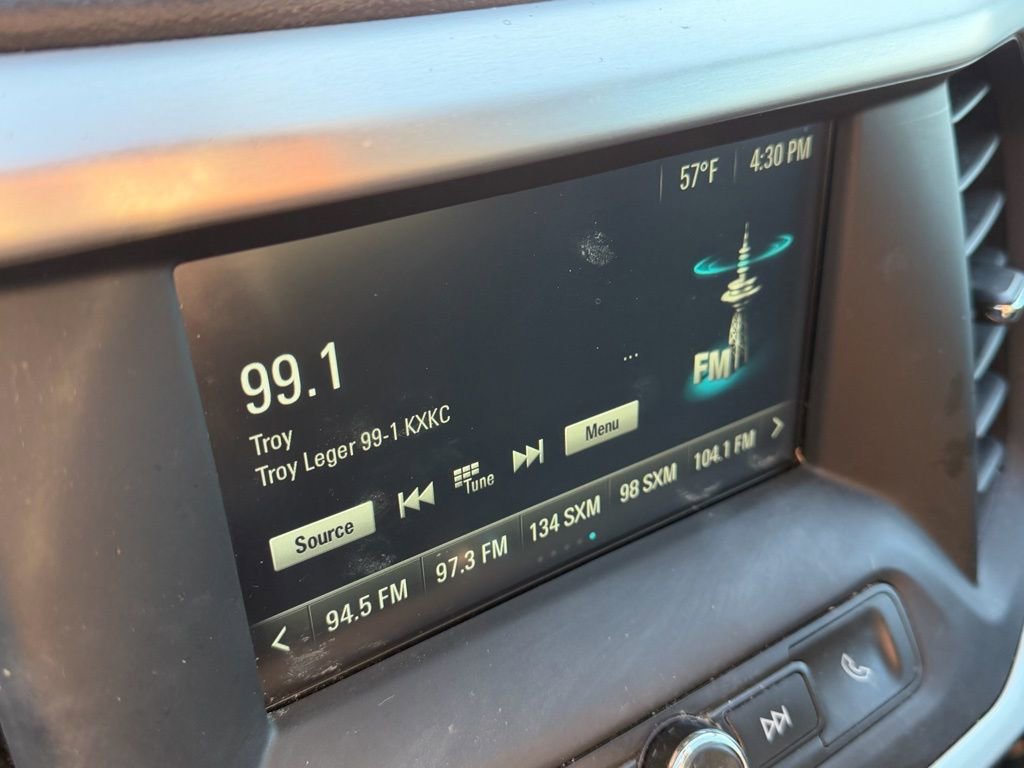 57°F 4:30 PM
99.1
FM
Troy
Troy Leger 99-1 KXKC
...
Source Tune Menu
94.5 FM 97.3 FM 134 SXM 98 SXM 104.1 FM